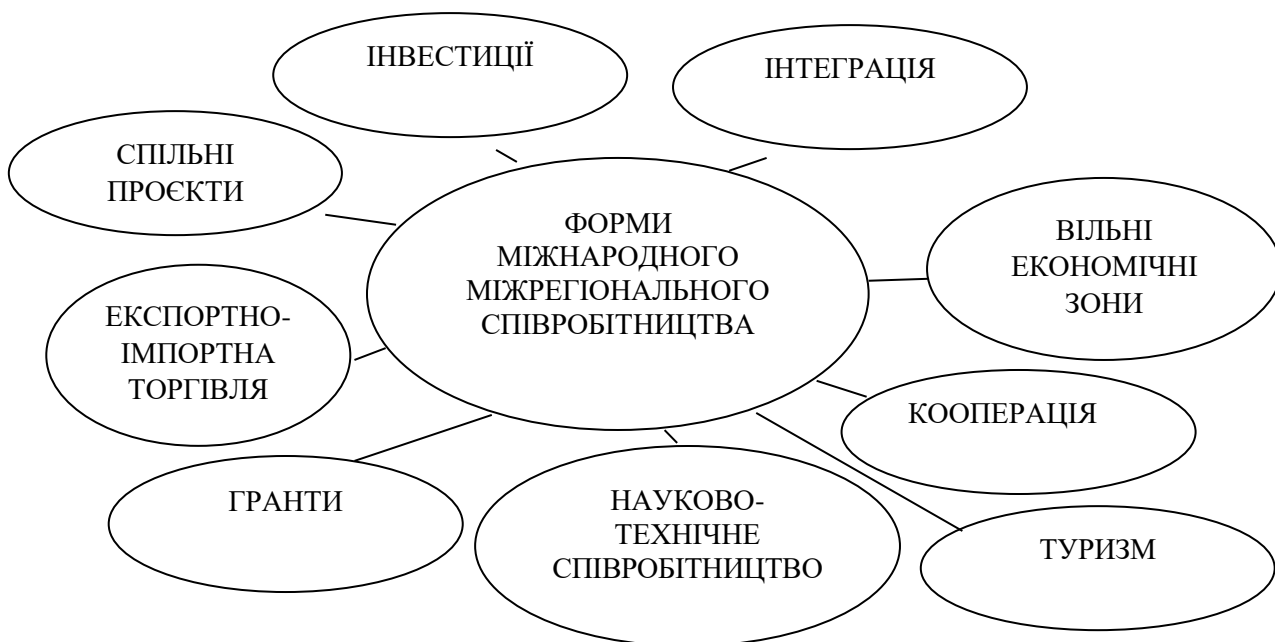 ІНВЕСТИЦІЇ
ІНТЕГРАЦІЯ
СПІЛЬНІ
ПРОЄКТИ
ФОРМИ
МІЖНАРОДНОГО
МІЖРЕГІОНАЛЬНОГО
СПІВРОБІТНИЦТВА
ВІЛЬНІ
ЕКОНОМІЧНІ
ЗОНИ
ЕКСПОРТНО-
ІМПОРТНА
ТОРГІВЛЯ
КООПЕРАЦІЯ
ГРАНТИ
НАУКОВО-
ТЕХНІЧНЕ
СПІВРОБІТНИЦТВО
ТУРИЗМ